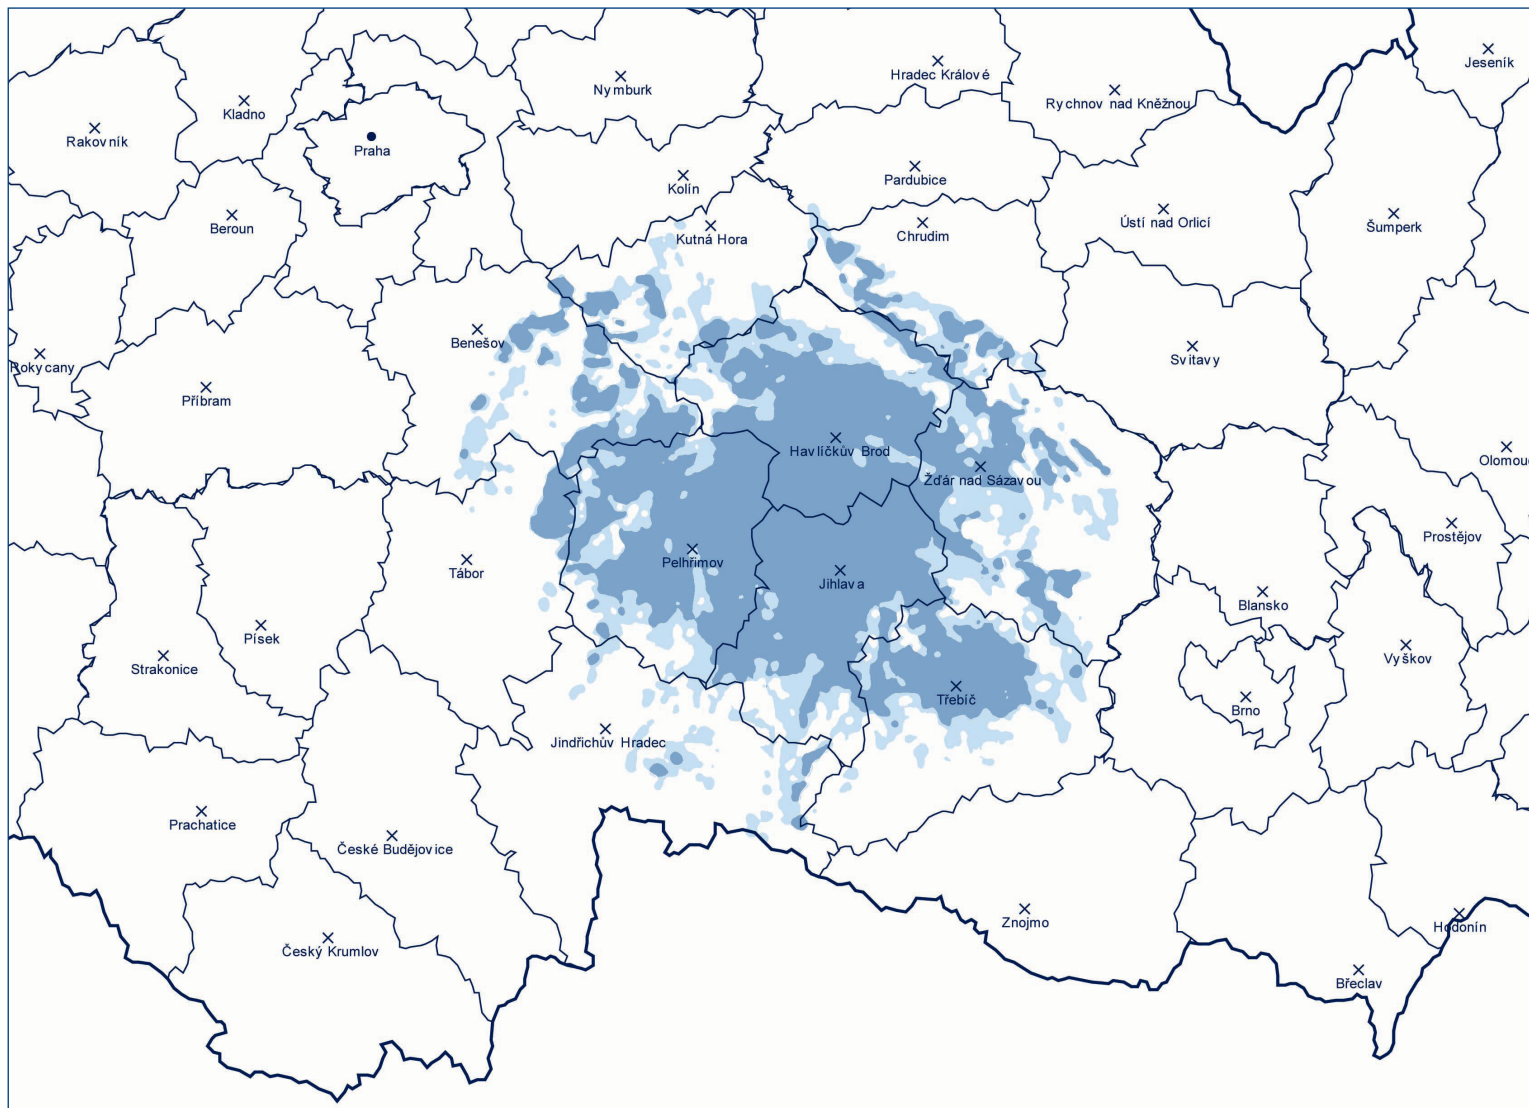 Jeseník
Hradec Králové
Nymburk
Rychnov nad Kněžnou
Kladno
Rakovník
Praha
Pardubice
Kolín
Ústí nad Orlicí
Šumperk
Beroun
Chrudim
Kutná Hora
Benešov
Svitavy
Rokycany
Příbram
Havlíčkův Brod
Olomouc
Žďár nad Sázavou
Prostějov
Pelhřimov
Tábor
Jihlava
Blansko
Písek
Vyškov
Strakonice
Třebíč
Brno
Jindřichův Hradec
Prachatice
České Budějovice
Znojmo
Hodonín
Český Krumlov
Břeclav